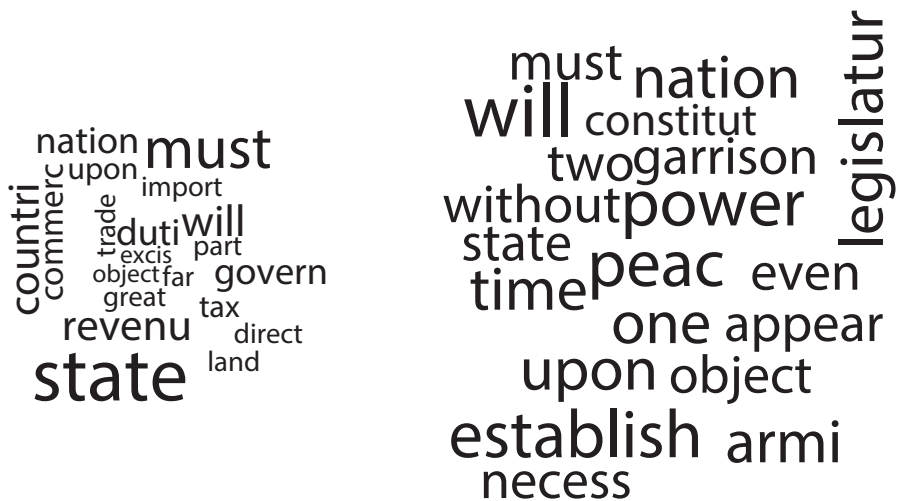 nation must
upon
import
countri
commerc
trade
duti will
excis part
object far govern
great tax
revenu direct
state land
must nation
will constitut
two garrison
without power
state peac even
time
one appear
upon object
establish armi
necess
legislatur